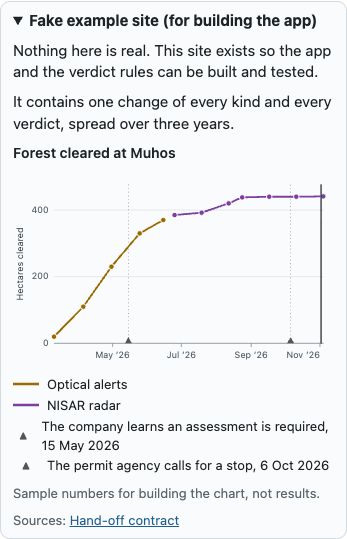 ▼ Fake example site (for building the app)
Nothing here is real. This site exists so the app
and the verdict rules can be built and tested.
It contains one change of every kind and every
verdict, spread over three years.
Forest cleared at Muhos
Hectares cleared
400
200
0
May '26
Jul '26
Sep '26
Nov '26
Optical alerts
NISAR radar
▲ The company learns an assessment is required,
15 May 2026
▲ The permit agency calls for a stop, 6 Oct 2026
Sample numbers for building the chart, not results.
Sources: Hand-off contract